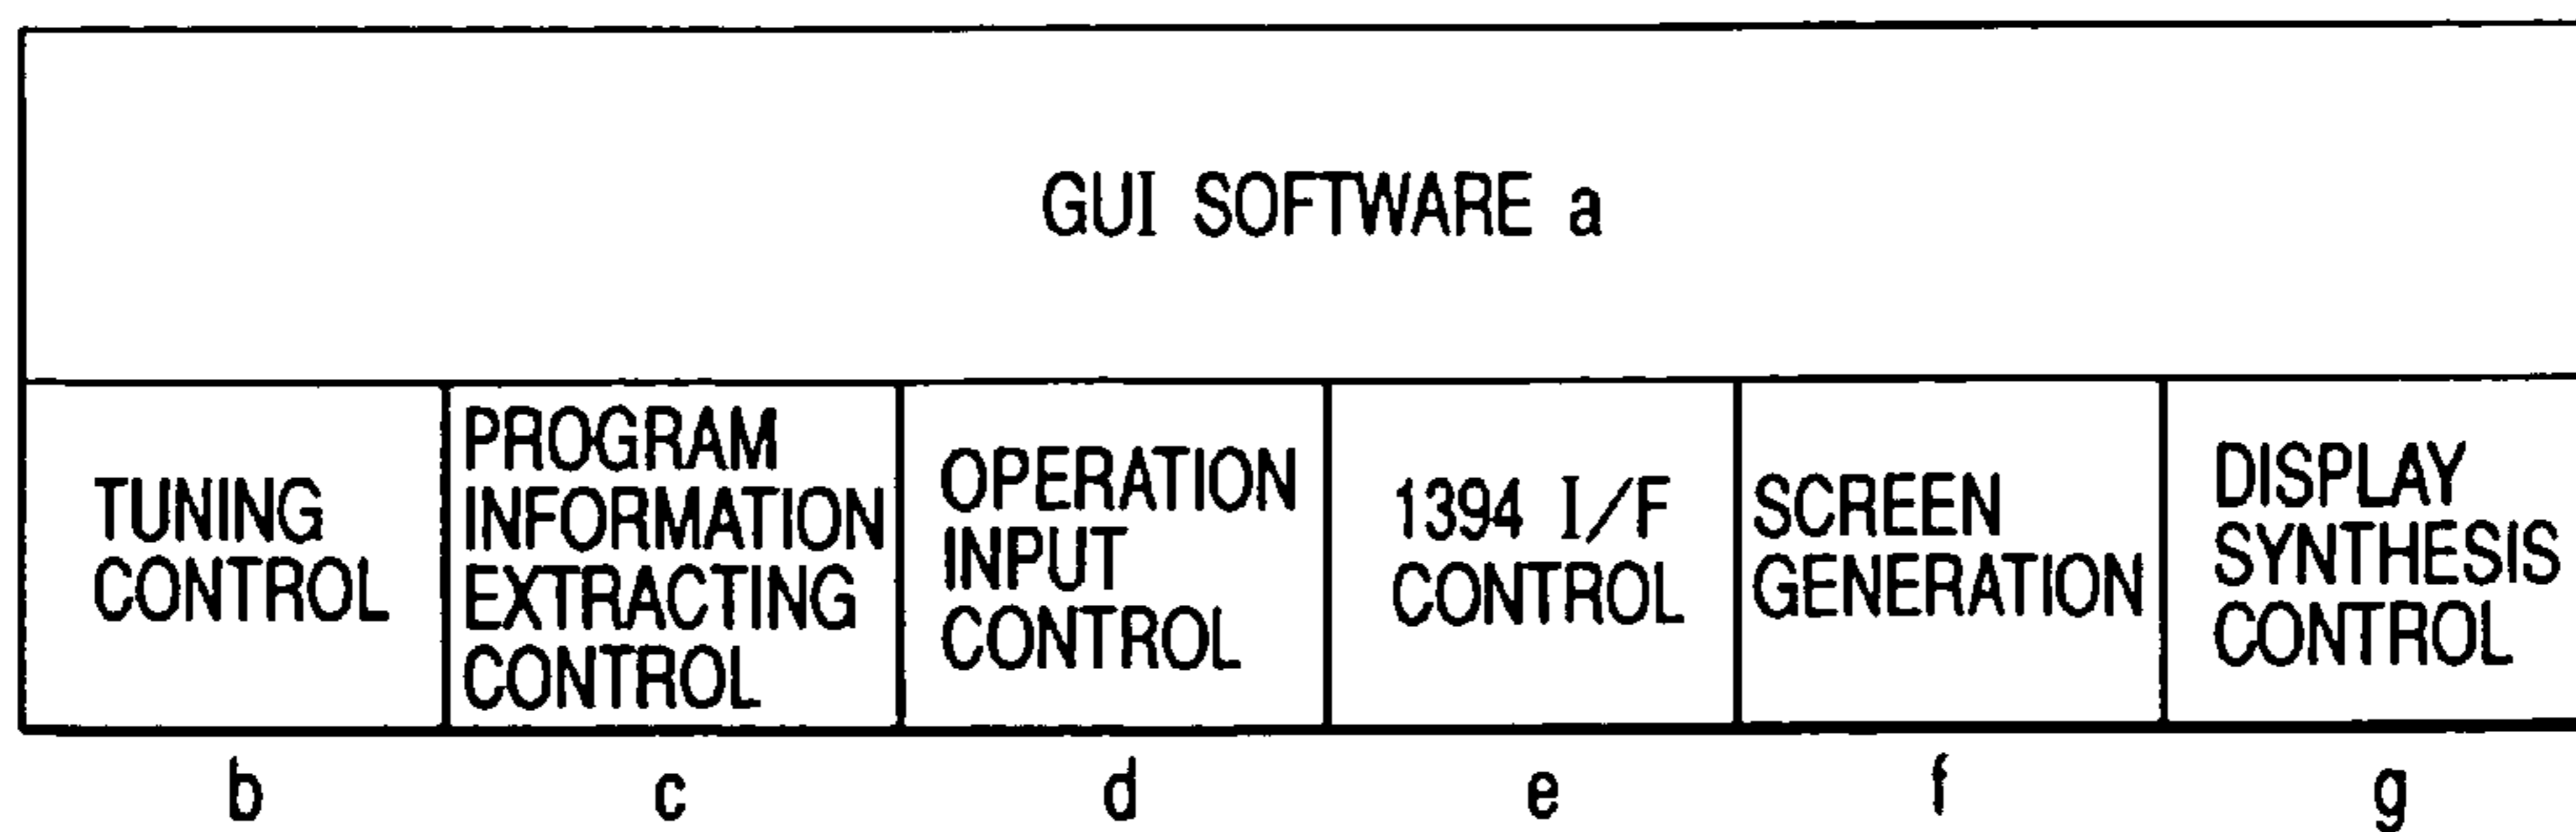 GUI SOFTWARE a
TUNING
CONTROL
PROGRAM
INFORMATION
EXTRACTING
CONTROL
OPERATION
INPUT
CONTROL
1394 I/F
CONTROL
SCREEN
GENERATION
DISPLAY
SYNTHESIS
CONTROL
b
c
d
e
f
g